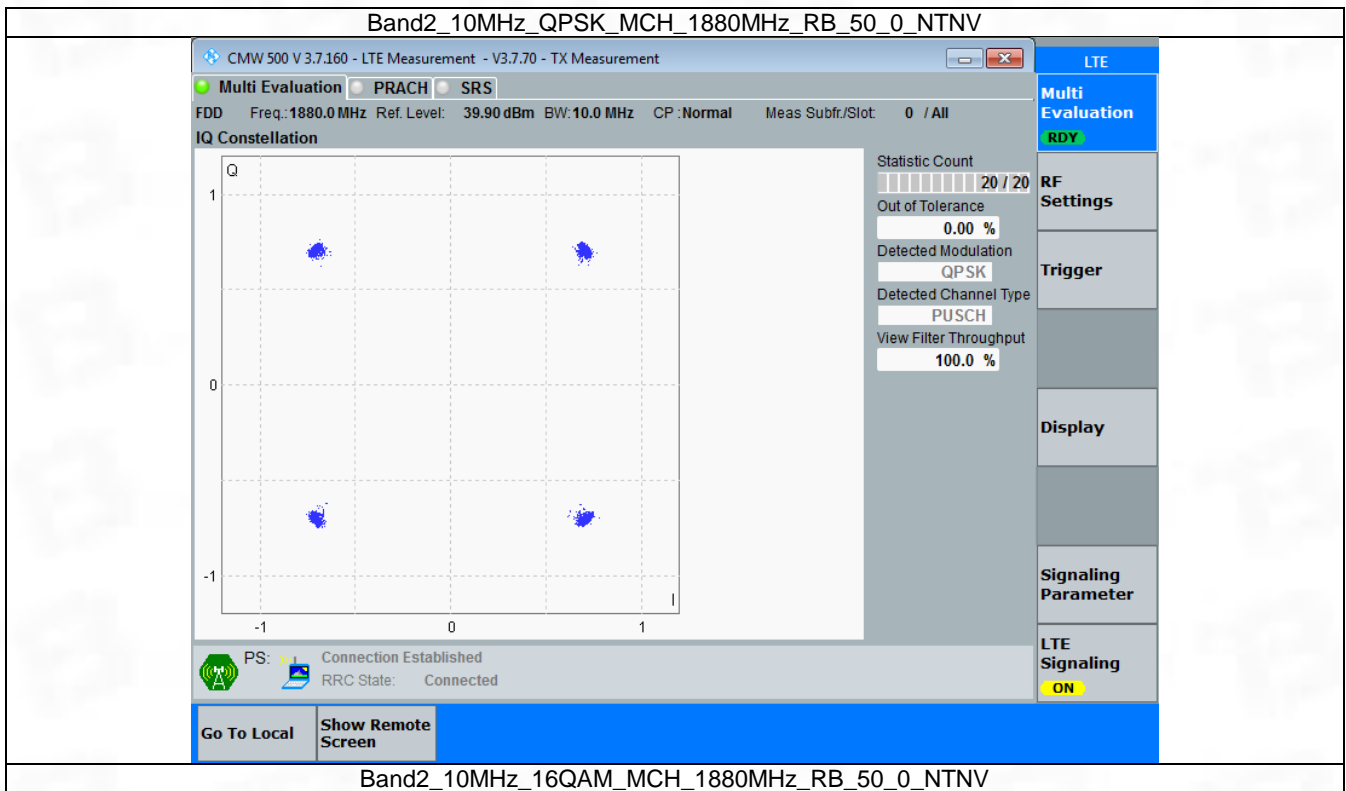 Band2_10MHz_QPSK_MCH_1880MHz_RB_50_0_NTNV
CMW 500 V 3.7.160 - LTE Measurement - V3.7.70 - TX Measurement
LTE
Multi Evaluation PRACH SRS
FDD Freq.:1880.0 MHz Ref. Level: 39.90 dBm BW:10.0 MHz CP :Normal Meas Subfr./Slot: 0 / All
IQ Constellation
Q
1
0
-1
-1 0 1
I
Statistic Count
20 / 20
Out of Tolerance
0.00 %
Detected Modulation
QPSK
Detected Channel Type
PUSCH
View Filter Throughput
100.0 %
Multi
Evaluation
RDY
RF
Settings
Trigger
Display
Signaling
Parameter
LTE
Signaling
ON
PS: Connection Established
RRC State: Connected
Go To Local
Show Remote
Screen
Band2_10MHz_16QAM_MCH_1880MHz_RB_50_0_NTNV